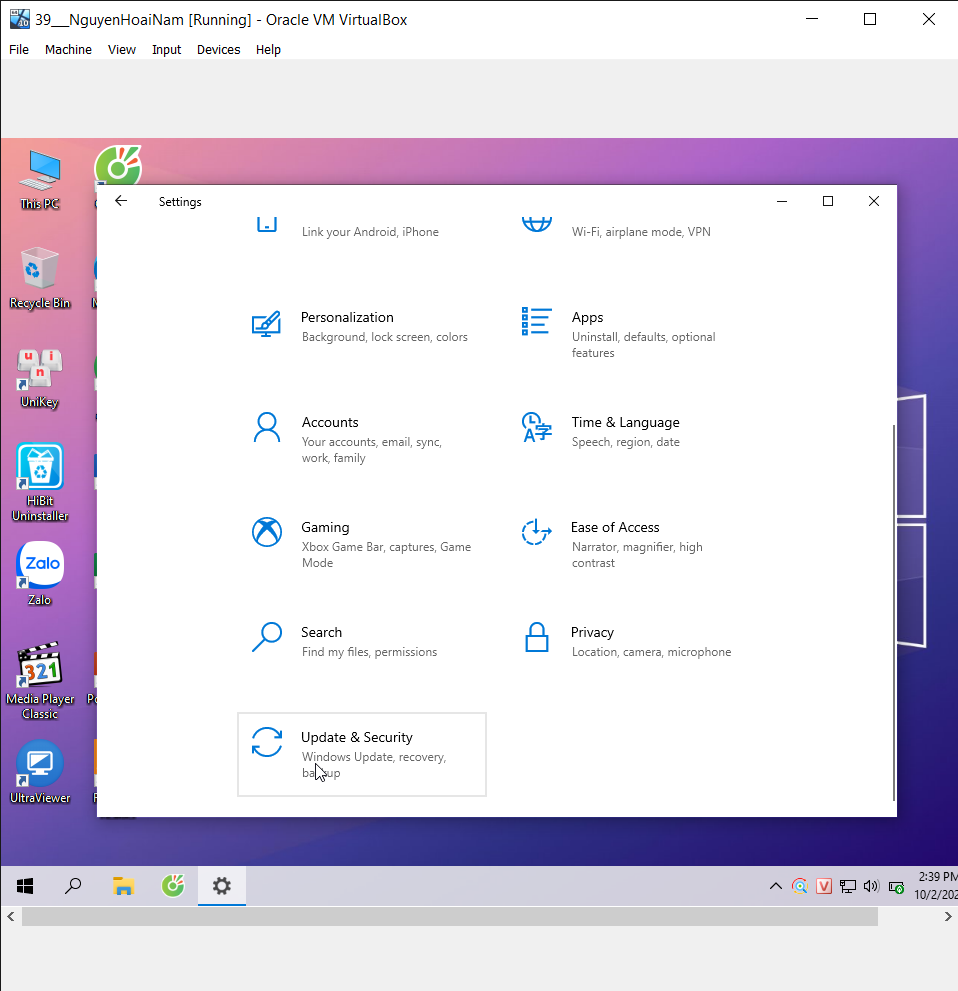 39___NguyenHoaiNam [Running] - Oracle VM VirtualBox
File Machine View Input Devices Help
This PC
Recycle Bin
UniKey
HiBit
Uninstaller
Zalo
Zalo
Media Player
Classic
UltraViewer
Settings
Link your Android, iPhone
Wi-Fi, airplane mode, VPN
Personalization
Background, lock screen, colors
Apps
Uninstall, defaults, optional
features
Accounts
Your accounts, email, sync,
work, family
Time & Language
Speech, region, date
Gaming
Xbox Game Bar, captures, Game
Mode
Ease of Access
Narrator, magnifier, high
contrast
Search
Find my files, permissions
Privacy
Location, camera, microphone
Update & Security
Windows Update, recovery,
backup
2:39 PM
10/2/202